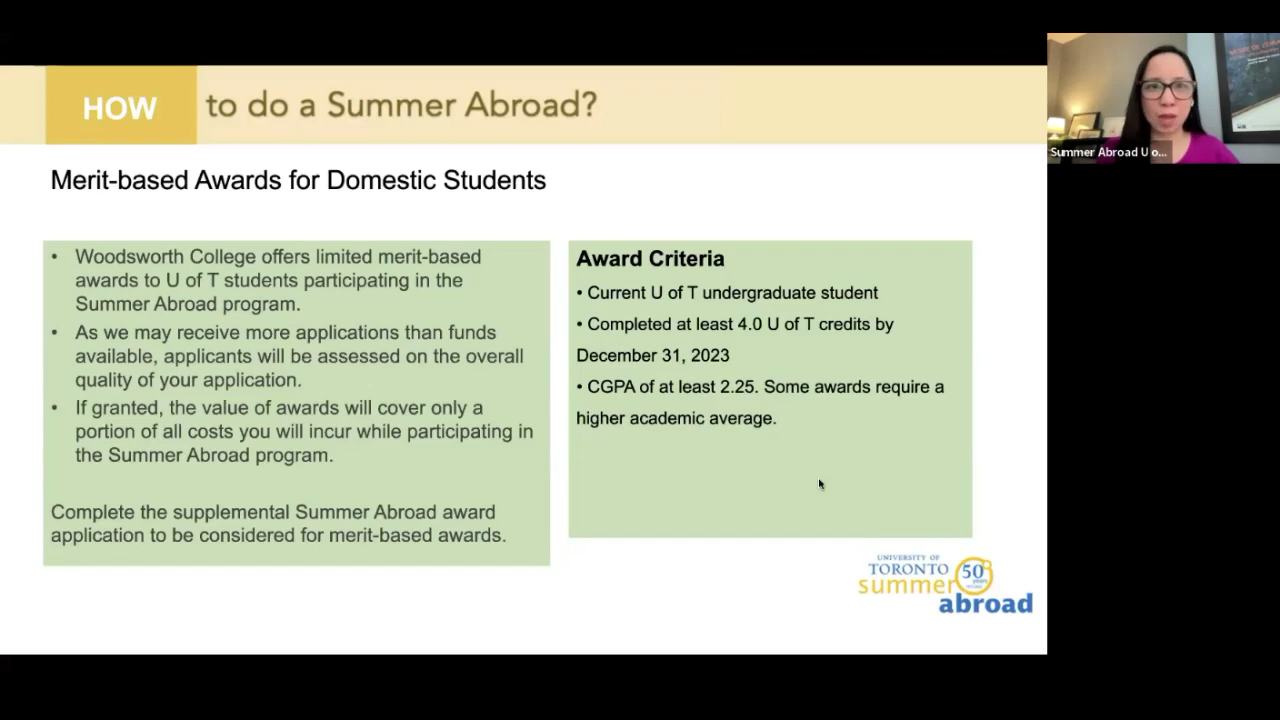 HOW to do a Summer Abroad?
Merit-based Awards for Domestic Students
• Woodsworth College offers limited merit-based
awards to U of T students participating in the
Summer Abroad program.
• As we may receive more applications than funds
available, applicants will be assessed on the overall
quality of your application.
• If granted, the value of awards will cover only a
portion of all costs you will incur while participating in
the Summer Abroad program.
Complete the supplemental Summer Abroad award
application to be considered for merit-based awards.
Award Criteria
• Current U of T undergraduate student
• Completed at least 4.0 U of T credits by
December 31, 2023
• CGPA of at least 2.25. Some awards require a
higher academic average.
UNIVERSITY OF
TORONTO
summer
50
years
abroad
Summer Abroad U o...